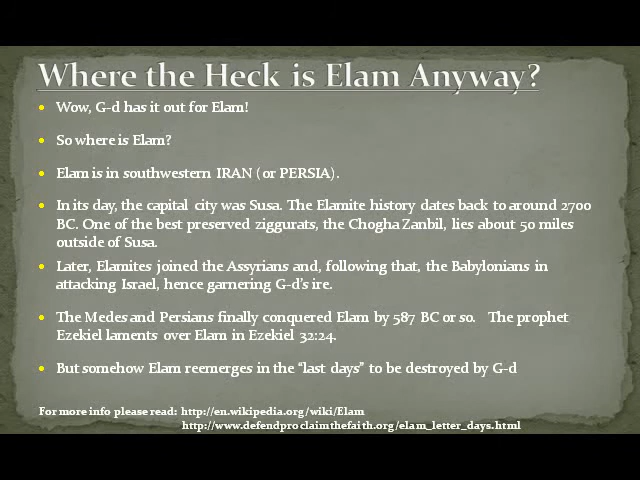 Where the Heck is Elam Anyway?
Wow, G-d has it out for Elam!
So where is Elam?
Elam is in southwestern IRAN (or PERSIA).
In its day, the capital city was Susa. The Elamite history dates back to around 2700
BC. One of the best preserved ziggurats, the Chogha Zanbil, lies about 50 miles
outside of Susa.
Later, Elamites joined the Assyrians and, following that, the Babylonians in
attacking Israel, hence garnering G-d's ire.
The Medes and Persians finally conquered Elam by 587 BC or so. The prophet
Ezekiel laments over Elam in Ezekiel 32:24.
But somehow Elam reemerges in the "last days" to be destroyed by G-d
For more info please read: http://en.wikipedia.org/wiki/Elam
http://www.defendproclaimthefaith.org/elam_letter_days.html